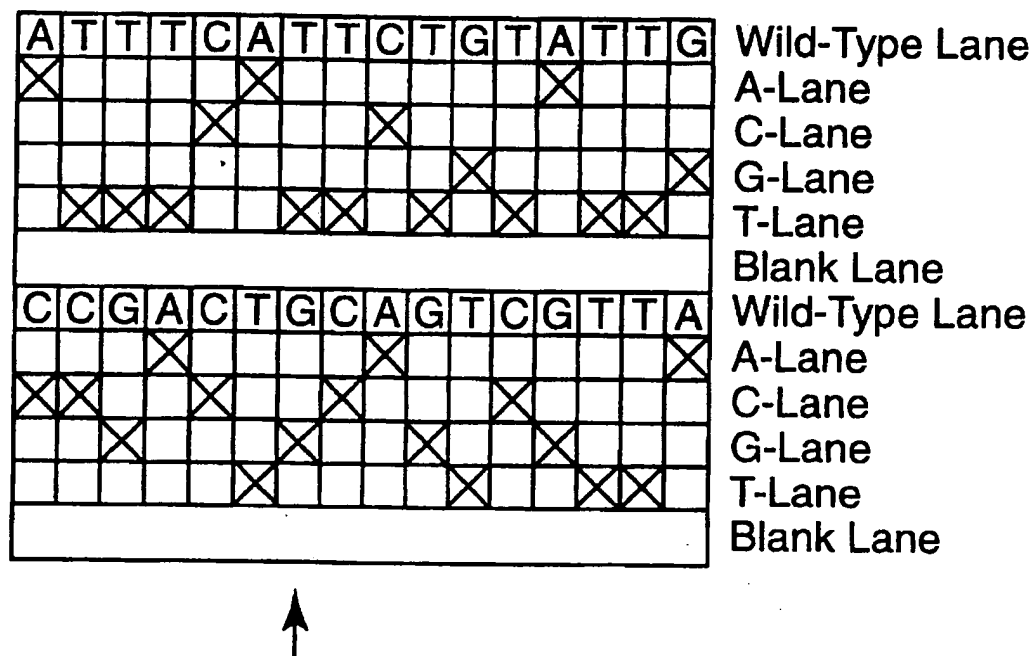 A T T T C A T T C T G T A T T G Wild-Type Lane
A-Lane
C-Lane
G-Lane
T-Lane
Blank Lane
C C G A C T G C A G T C G T T A Wild-Type Lane
A-Lane
C-Lane
G-Lane
T-Lane
Blank Lane